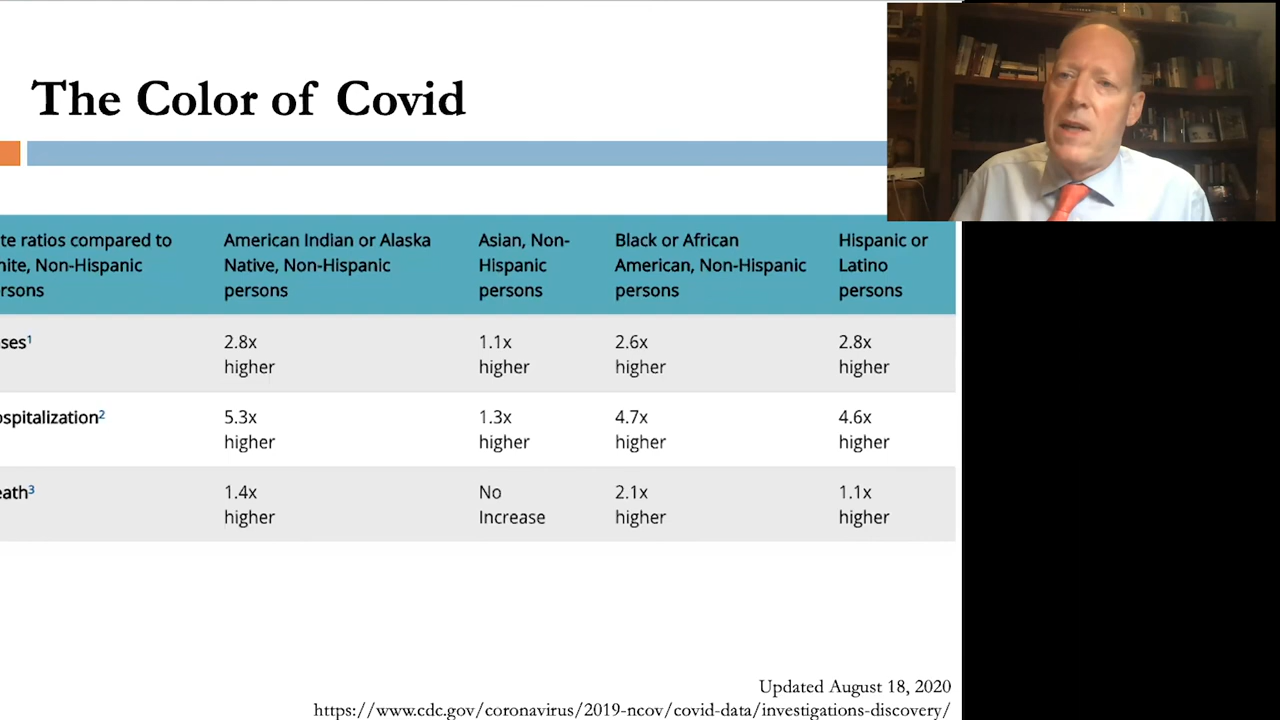 The Color of Covid
te ratios compared to
ite, Non-Hispanic
rsons
American Indian or Alaska
Native, Non-Hispanic
persons
Asian, Non-
Hispanic
persons
Black or African
American, Non-Hispanic
persons
Hispanic or
Latino
persons
ses¹
2.8x
higher
1.1x
higher
2.6x
higher
2.8x
higher
spitalization²
5.3x
higher
1.3x
higher
4.7x
higher
4.6x
higher
eath³
1.4x
higher
No
Increase
2.1x
higher
1.1x
higher
Updated August 18, 2020
https://www.cdc.gov/coronavirus/2019-ncov/covid-data/investigations-discovery/